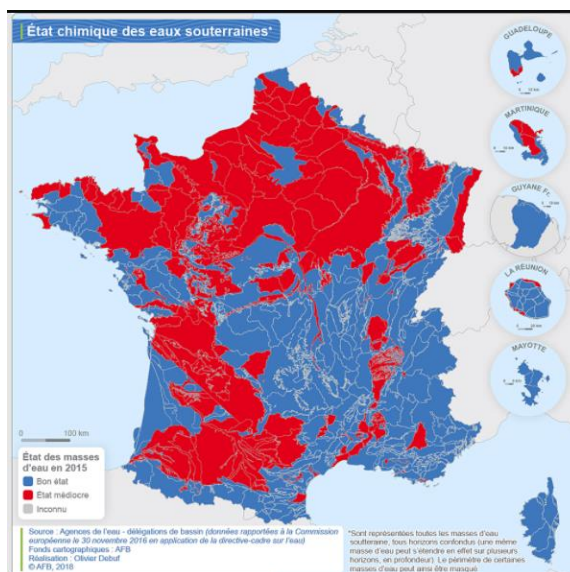 État chimique des eaux souterraines*
GUADELOUPE
MARTINIQUE
GUYANE Fr.
LA RÉUNION
MAYOTTE
0 100 km
État des masses
d'eau en 2015
Bon état
État médiocre
Inconnu
Source : Agences de l'eau - délégations de bassin (données rapportées à la Commission
européenne le 30 novembre 2016 en application de la directive-cadre sur l'eau)
Fonds cartographiques : AFB
Réalisation : Olivier Debuf
© AFB, 2018
*Sont représentées toutes les masses d'eau
souterraine, tous horizons confondus (une même
masse d'eau peut s'étendre en effet sur plusieurs
horizons, en profondeur). Le périmètre de certaines
masses d'eau peut ainsi être masqué